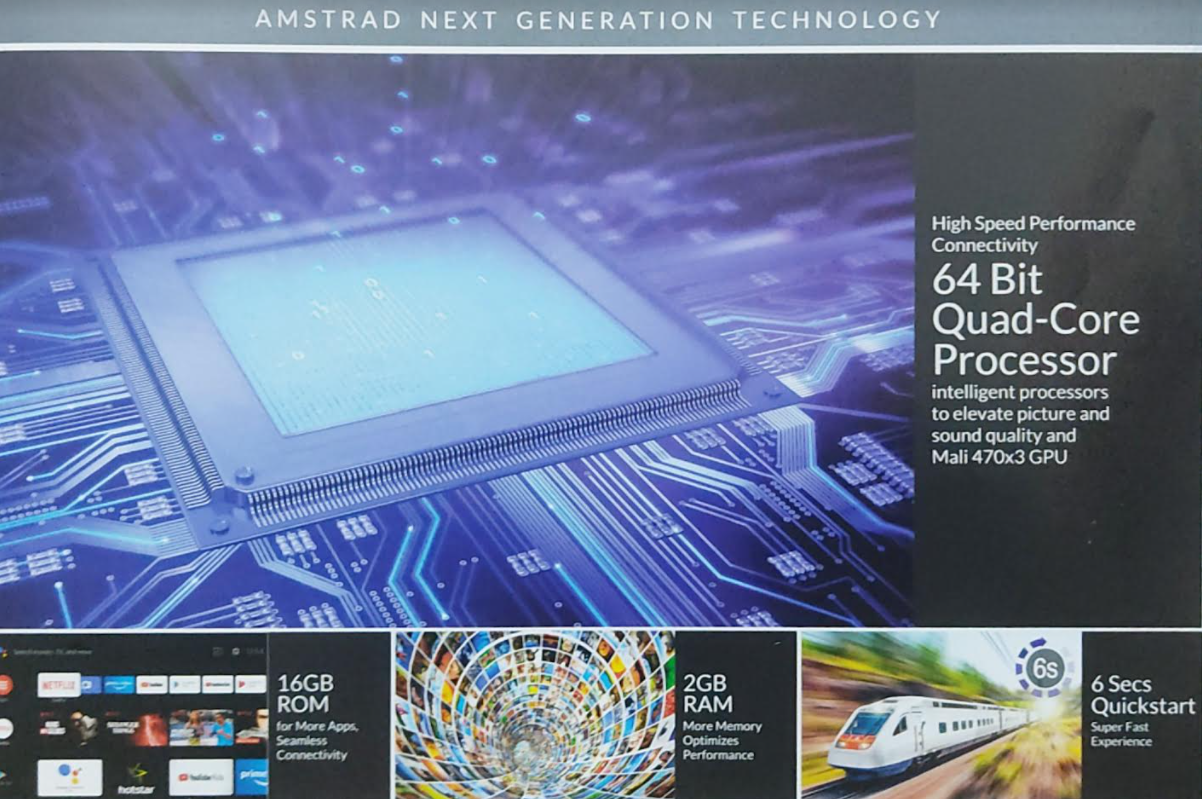 AMSTRAD NEXT GENERATION TECHNOLOGY
High Speed Performance
Connectivity
64 Bit
Quad-Core
Processor
intelligent processors
to elevate picture and
sound quality and
Mali 470x3 GPU
NETFLIX
hotstar
prime
16GB
ROM
for More Apps,
Seamless
Connectivity
2GB
RAM
More Memory
Optimizes
Performance
6s
6 Secs
Quickstart
Super Fast
Experience